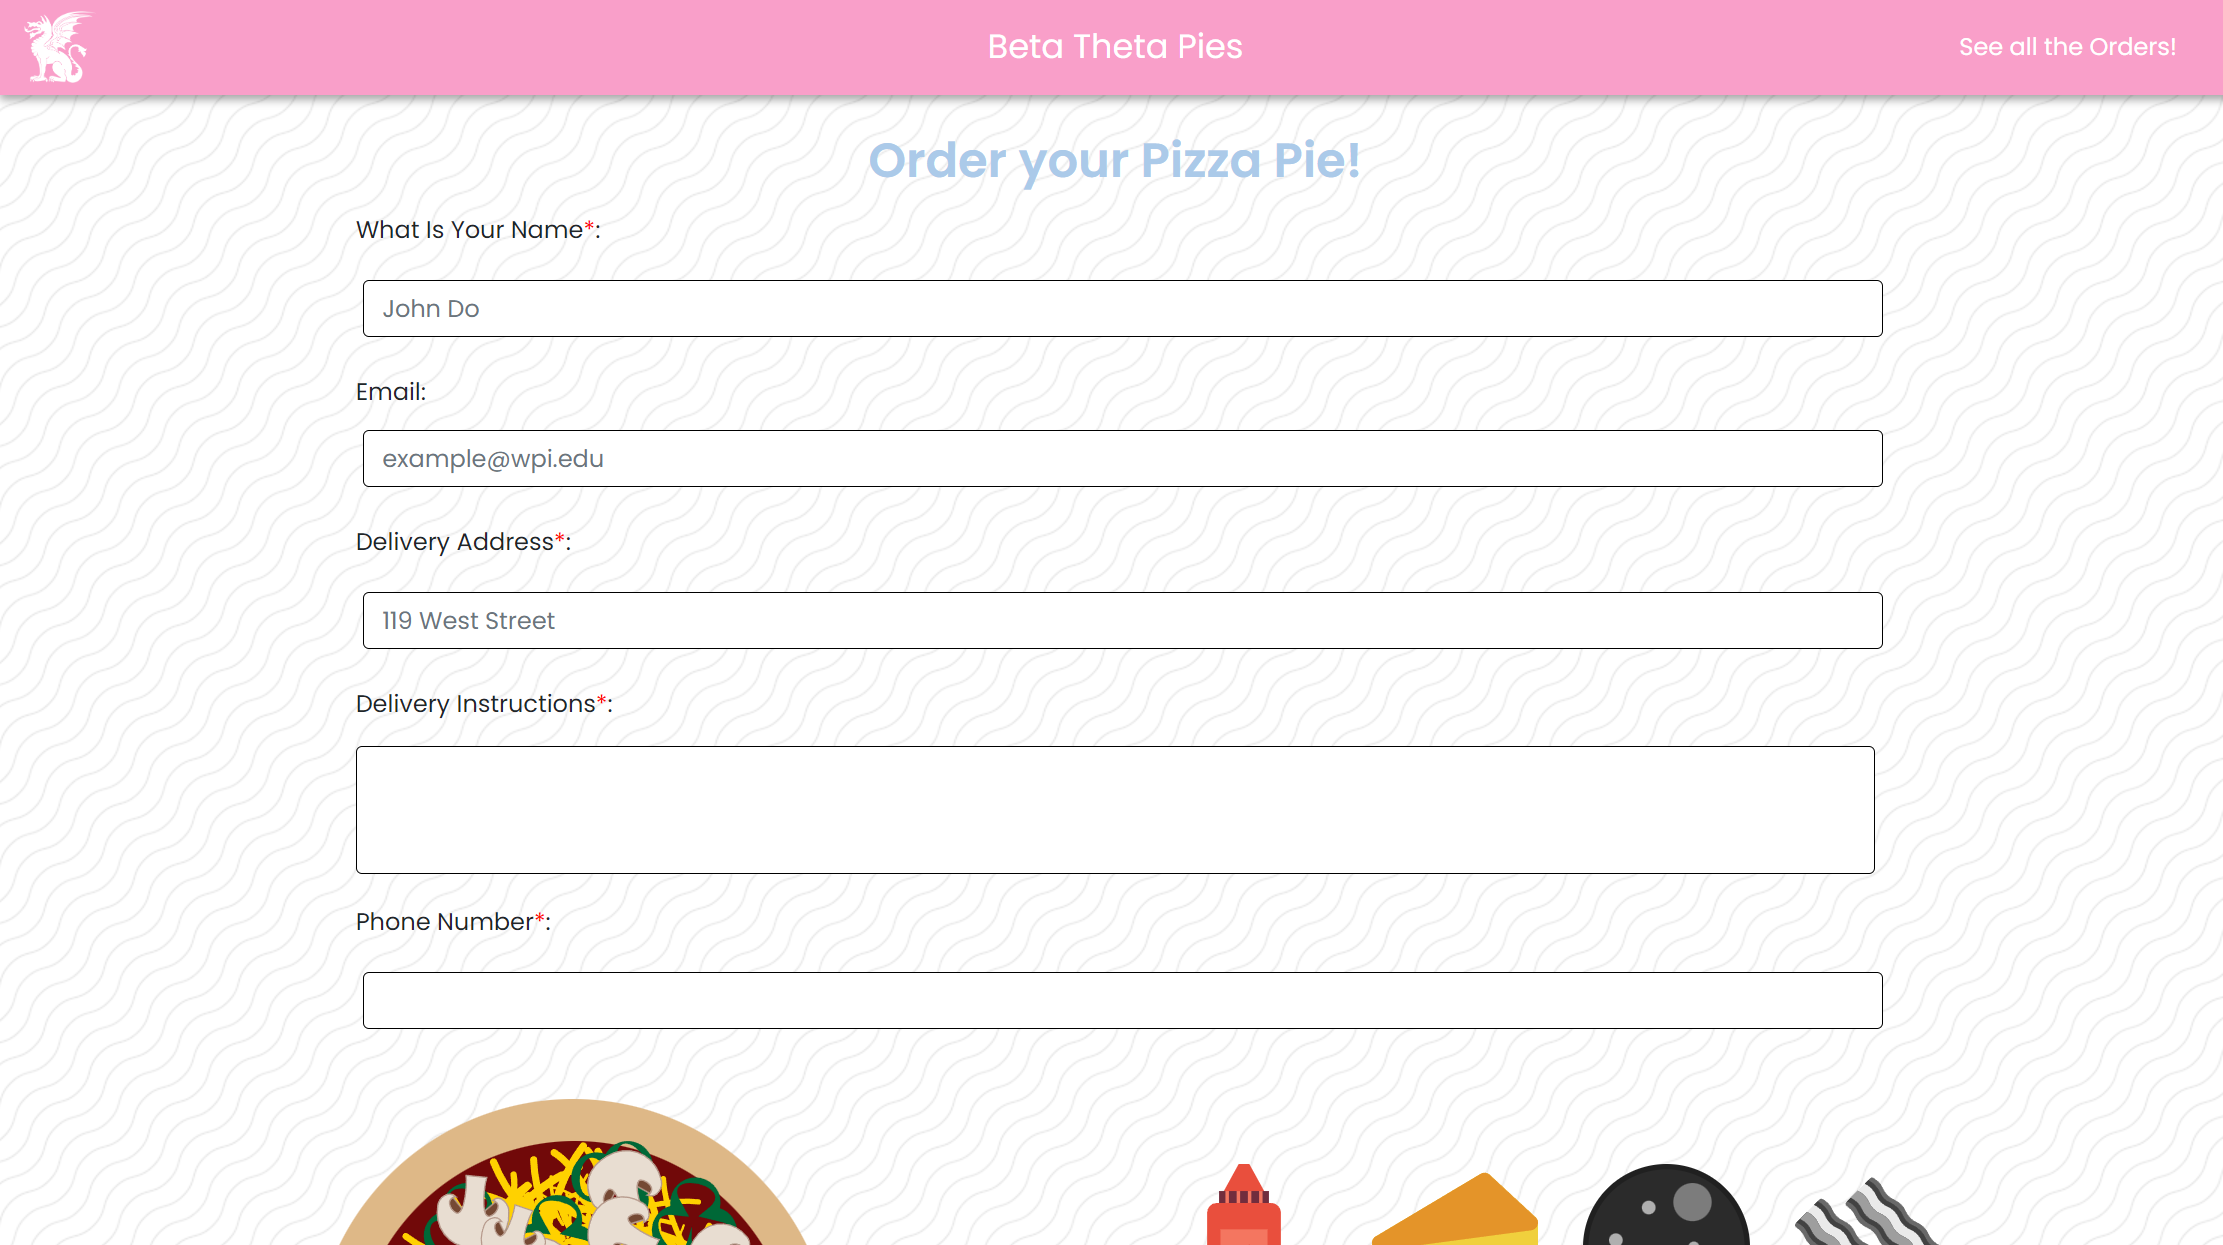 Beta Theta Pies
See all the Orders!
Order your Pizza Pie!
What Is Your Name*:
John Do
Email:
example@wpi.edu
Delivery Address*:
119 West Street
Delivery Instructions*:
Phone Number*: